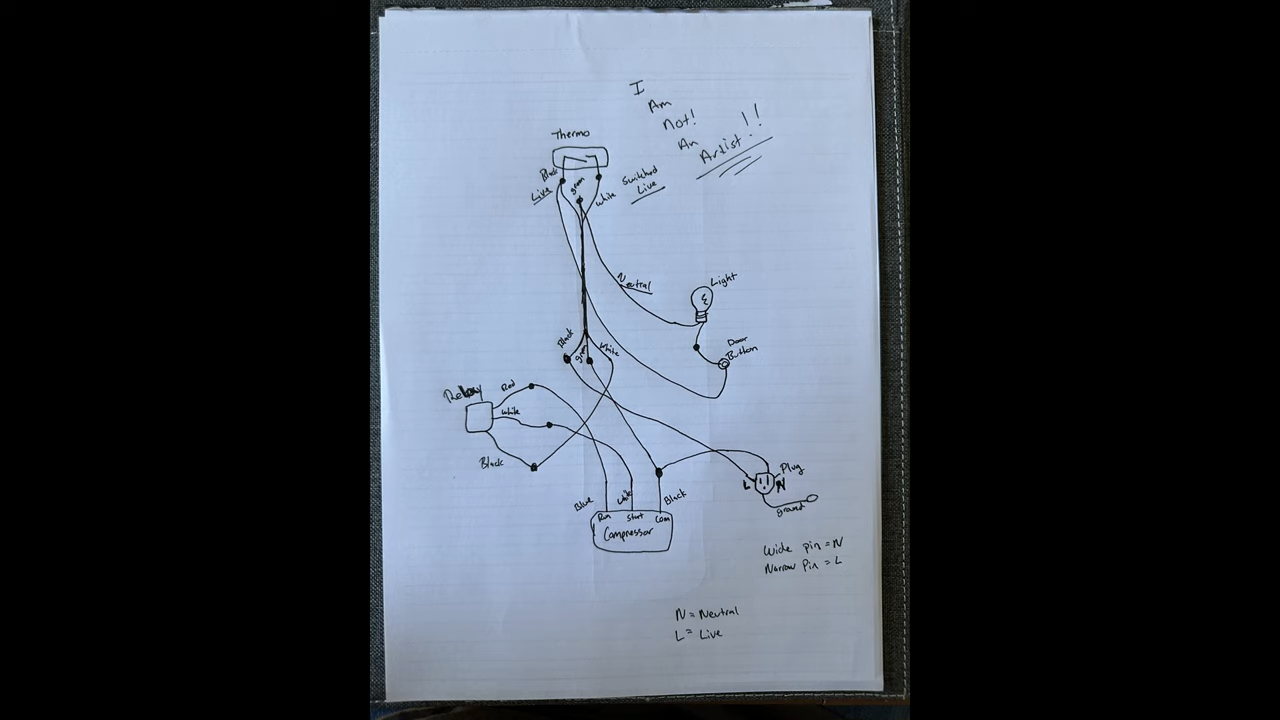 I
Am
Not!
An
Artist!!
Thermo
Black
Live
green
white
Switched
Live
Neutral
Light
Door
Button
Black
green
white
Relay
Red
white
Black
Plug
L
N
ground
Blue
white
Black
Run
Start
Com
Compressor
Wide pin = N
Narrow Pin = L
N = Neutral
L = Live